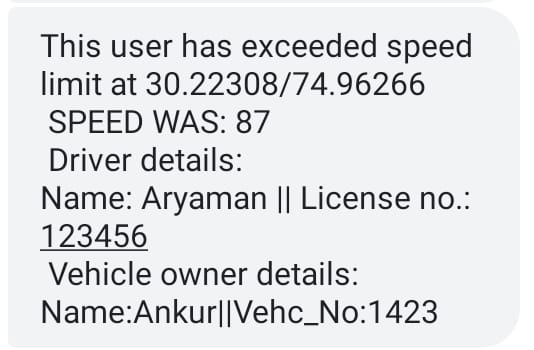 This user has exceeded speed
limit at 30.22308/74.96266
SPEED WAS: 87
Driver details:
Name: Aryaman || License no.:
123456
Vehicle owner details:
Name:Ankur||Vehc_No:1423